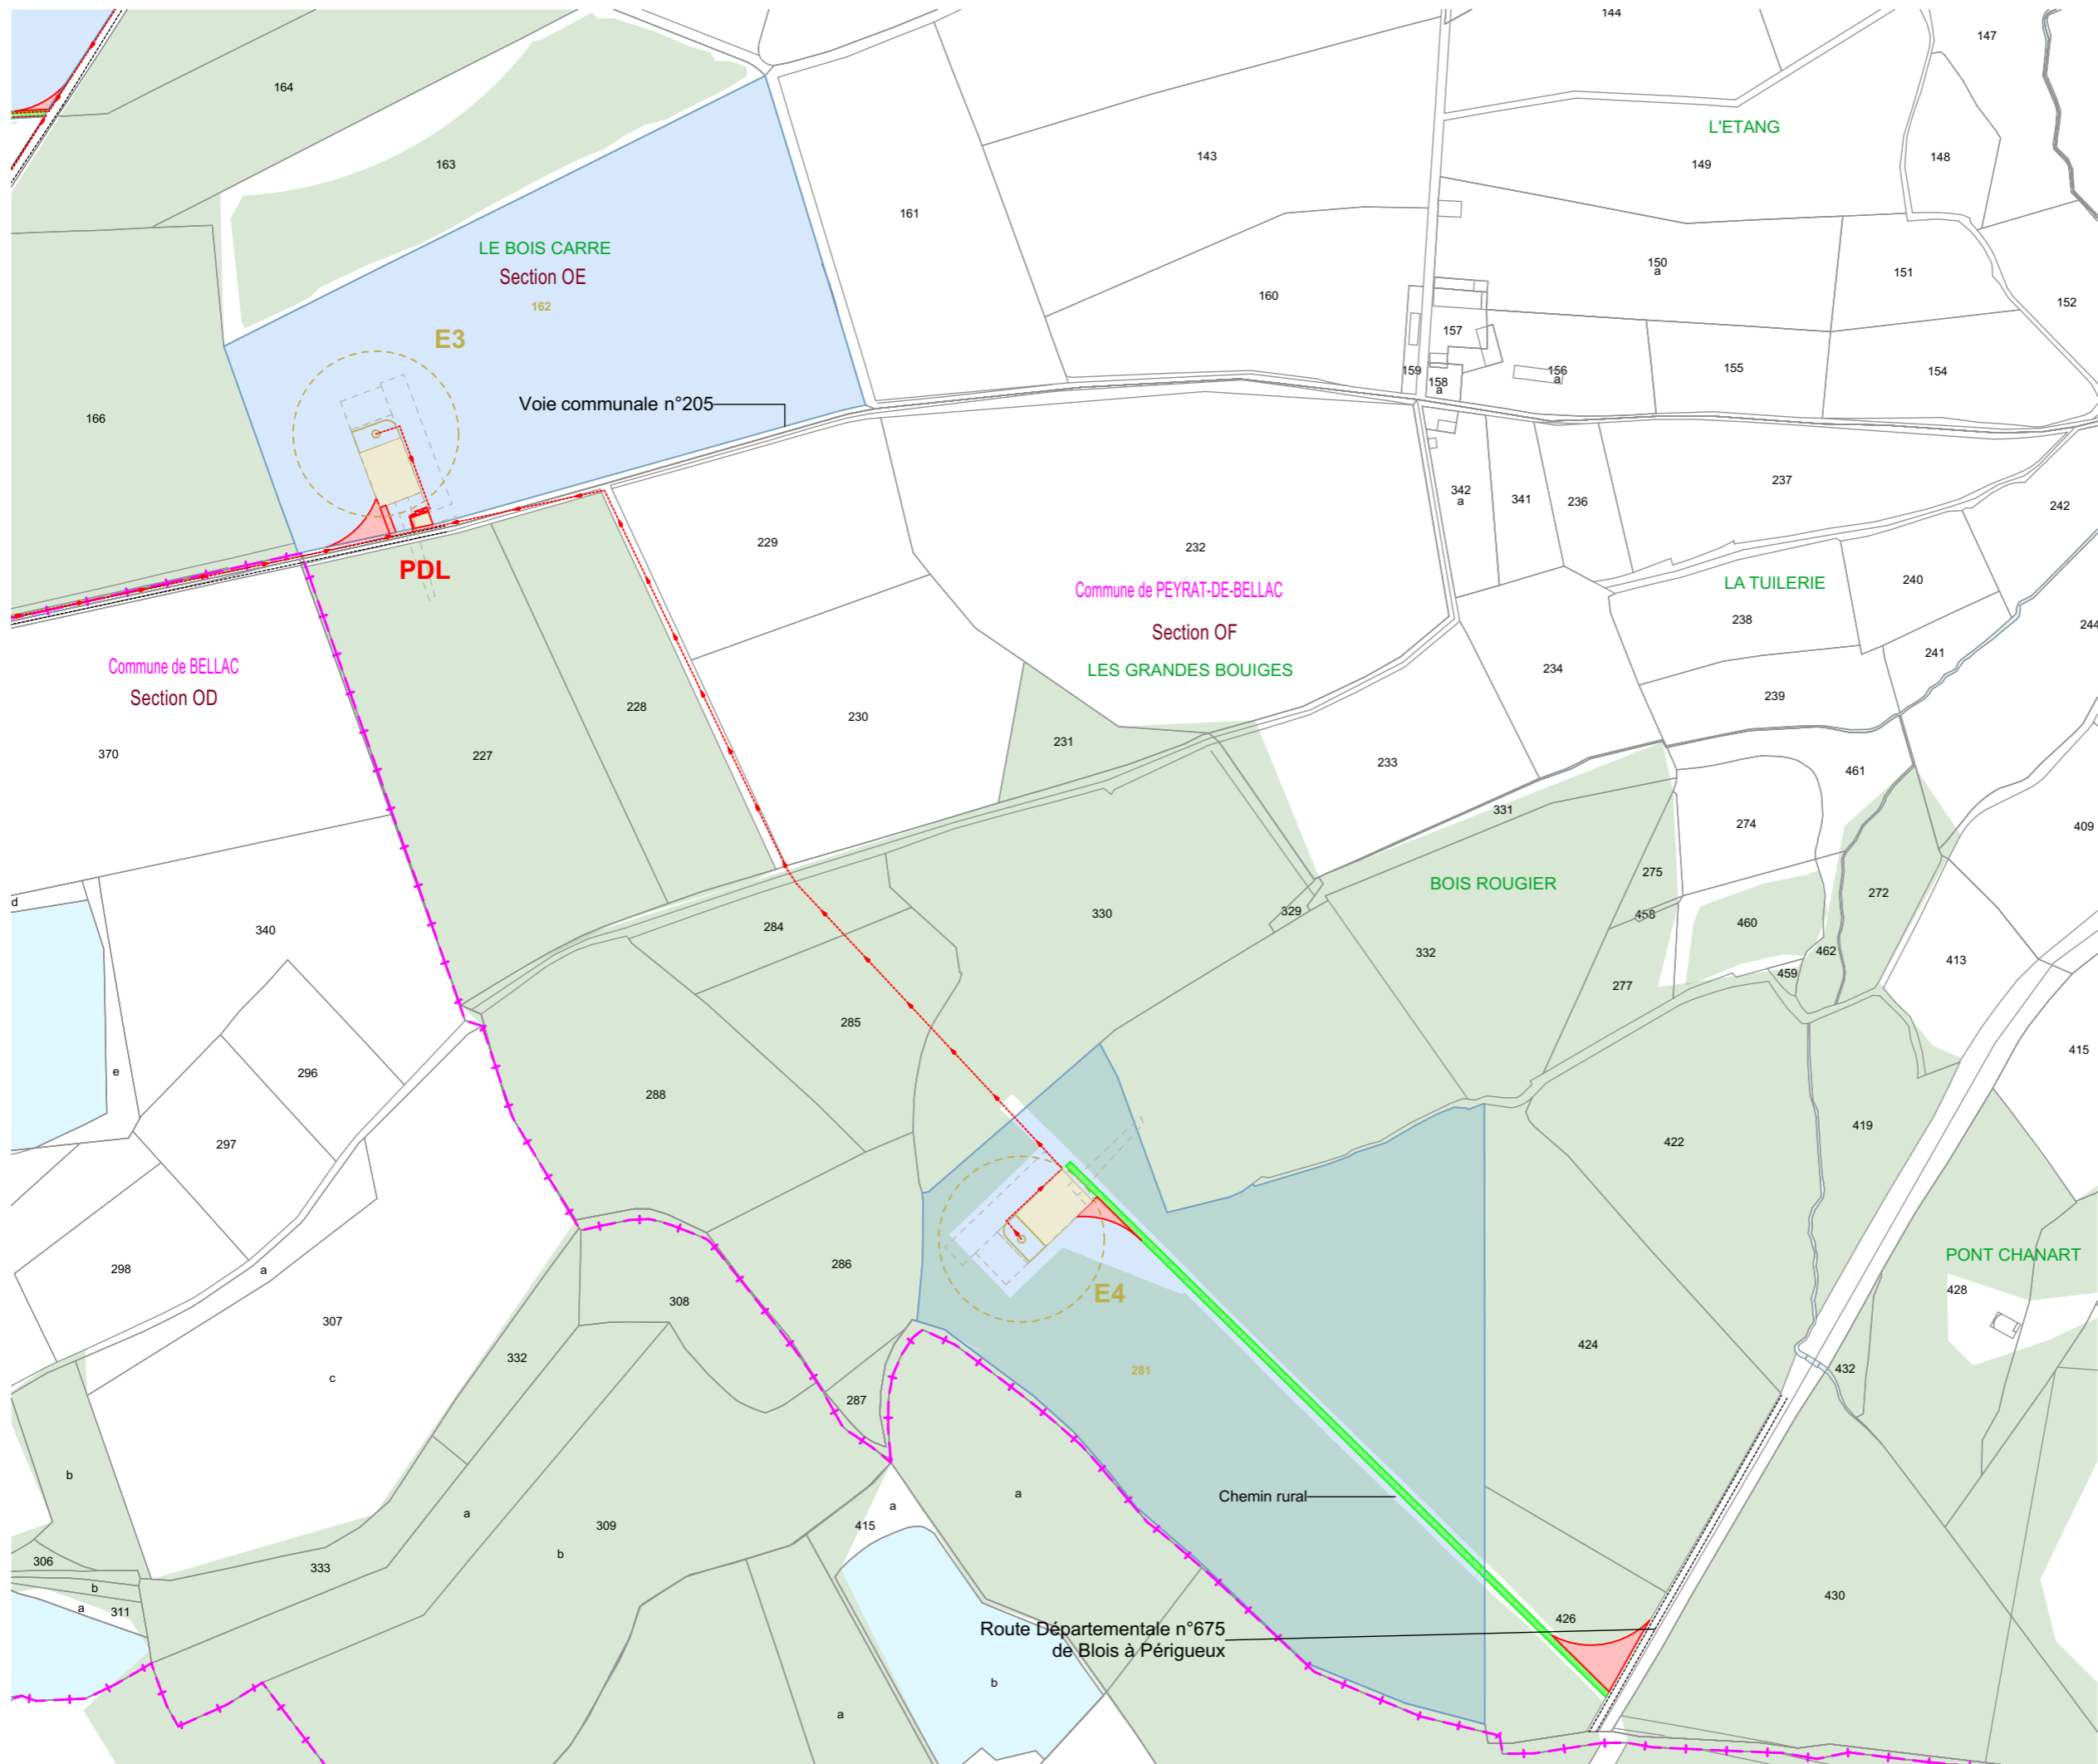 144
147
164
L'ETANG
163
143
149
148
161
LE BOIS CARRE
Section OE
162
150
a
151
160
152
E3
157
159
158
a
156
a
155
154
Voie communale n°205
166
342
a
341
236
237
242
229
232
PDL
Commune de PEYRAT-DE-BELLAC
Section OF
LES GRANDES BOUIGES
LA TUILERIE
240
238
244
241
Commune de BELLAC
Section OD
234
239
228
230
370
227
231
233
461
331
274
409
275
BOIS ROUGIER
272
d
340
284
330
329
458
460
462
332
459
413
277
285
415
e
296
288
297
422
419
298
a
286
PONT CHANART
E4
428
308
307
424
332
281
432
c
287
b
a
Chemin rural
a
a
415
309
b
306
333
b
a
311
426
430
Route Départementale n°675
de Blois à Périgueux
b
a